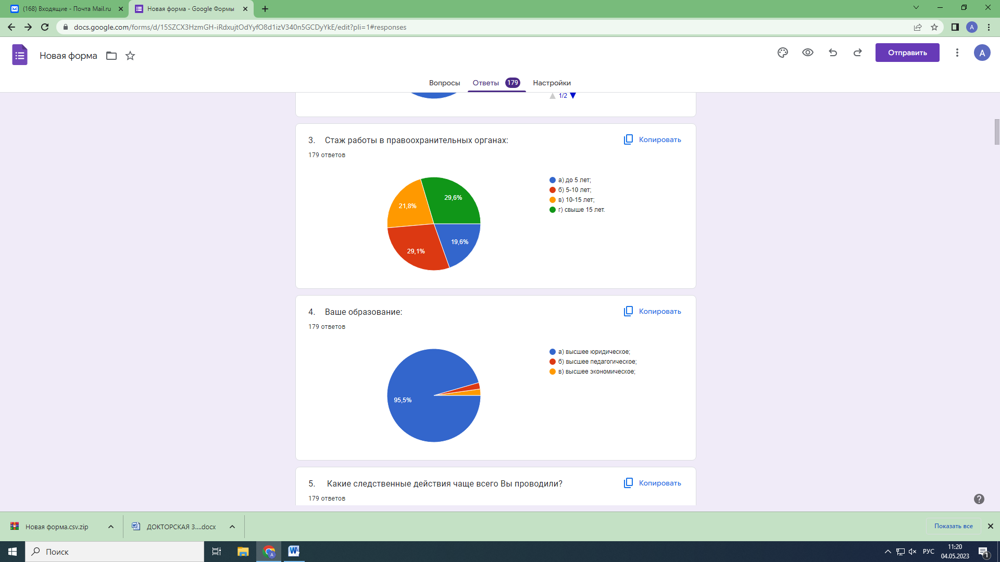 (168) Входящие - Почта Mail.ru
Новая форма - Google Формы
docs.google.com/forms/d/15SZCX3HzmGH-iRdxujtOdYyfO8d1izV340n5GCDyYkE/edit?pli=1#responses
A
Новая форма
Отправить
A
Вопросы
Ответы 179
Настройки
1/2
3. Стаж работы в правоохранительных органах:
Копировать
179 ответов
29,6%
21,8%
19,6%
29,1%
а) до 5 лет;
б) 5-10 лет;
в) 10-15 лет;
г) свыше 15 лет.
4. Ваше образование:
Копировать
179 ответов
95,5%
а) высшее юридическое;
б) высшее педагогическое;
в) высшее экономическое;
5. Какие следственные действия чаще всего Вы проводили?
Копировать
179 ответов
Новая форма.csv.zip
ДОКТОРСКАЯ 3....docx
Показать все
Поиск
РУС
11:20
04.05.2023
1